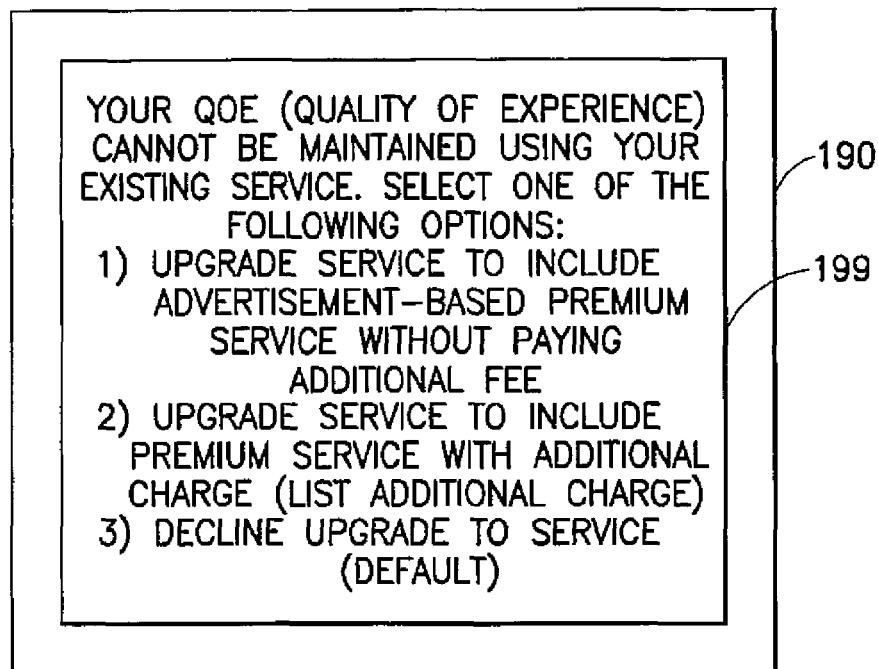 YOUR QOE (QUALITY OF EXPERIENCE)
CANNOT BE MAINTAINED USING YOUR
EXISTING SERVICE. SELECT ONE OF THE
FOLLOWING OPTIONS:
1) UPGRADE SERVICE TO INCLUDE
ADVERTISEMENT-BASED PREMIUM
SERVICE WITHOUT PAYING
ADDITIONAL FEE
2) UPGRADE SERVICE TO INCLUDE
PREMIUM SERVICE WITH ADDITIONAL
CHARGE (LIST ADDITIONAL CHARGE)
3) DECLINE UPGRADE TO SERVICE
(DEFAULT)
190
199